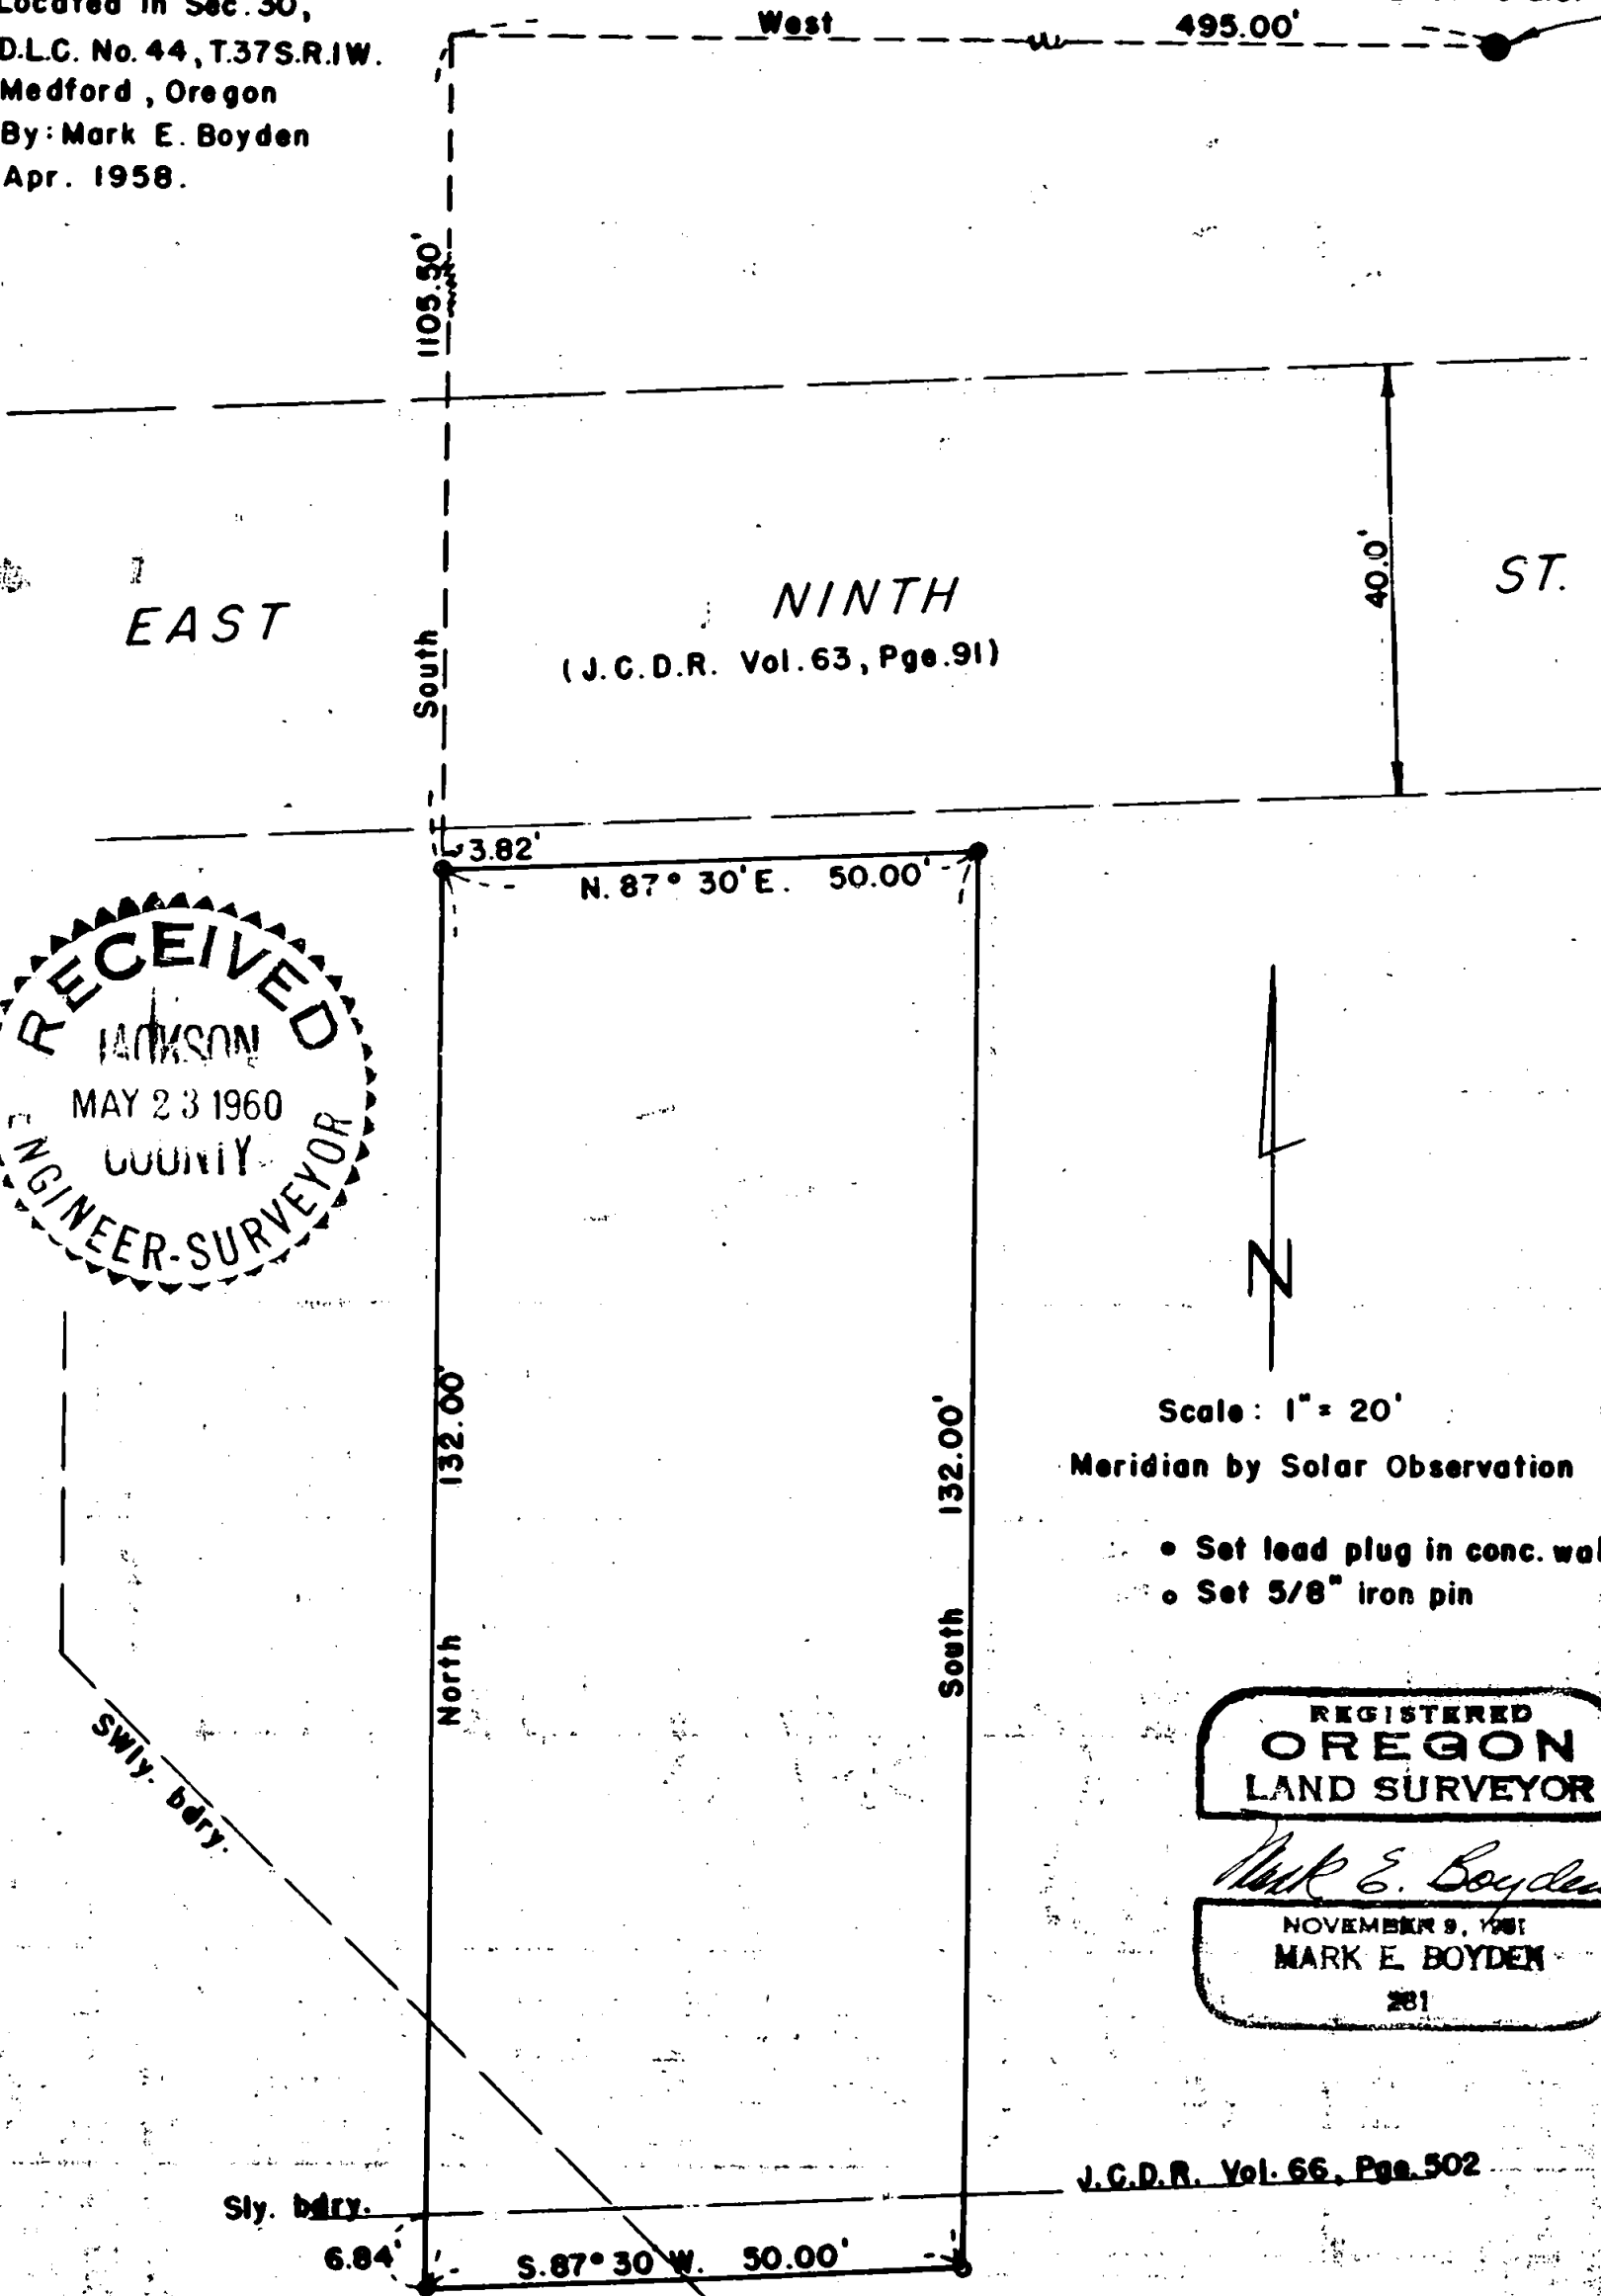 Located in Sec. 30,
D.L.C. No. 44, T.37S.R.1W.
Medford, Oregon
By: Mark E. Boyden
Apr. 1958.
West
495.00'
1105.50'
South
EAST
NINTH
ST.
(J.C.D.R. Vol. 63, Pge. 91)
40.0'
3.82'
N. 87° 30' E. 50.00'
RECEIVED
JACKSON
MAY 23 1960
COUNTY
ENGINEER-SURVEYOR
132.00'
North
132.00'
South
N
Scale: 1" = 20'
Meridian by Solar Observation
• Set lead plug in conc.
o Set 5/8" iron pin
SWly. bdry.
REGISTERED
OREGON
LAND SURVEYOR
Mark E. Boyden
NOVEMBER 9,
MARK E. BOYDEN
281
J.C.D.R. Vol. 66, Pge. 502
Sly. bdry.
6.84'
S. 87° 30' W. 50.00'